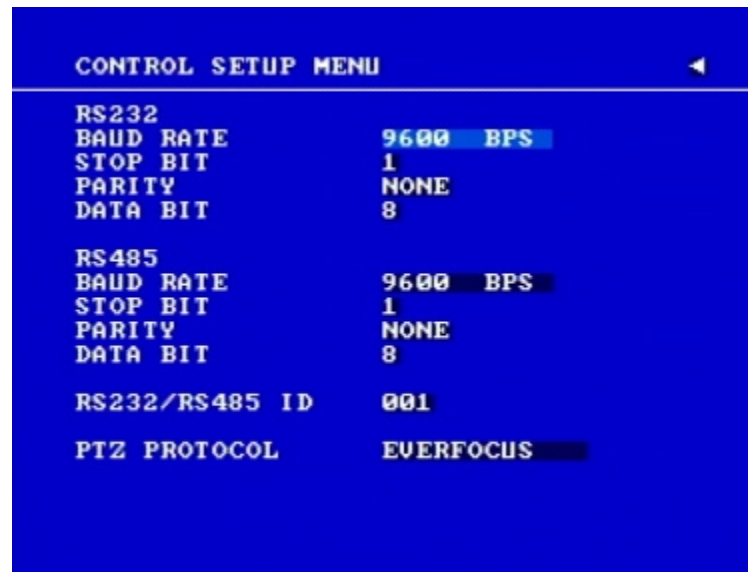 CONTROL SETUP MENU
RS232
BAUD RATE 9600 BPS
STOP BIT 1
PARITY NONE
DATA BIT 8
RS485
BAUD RATE 9600 BPS
STOP BIT 1
PARITY NONE
DATA BIT 8
RS232/RS485 ID 001
PTZ PROTOCOL EVERFOCUS